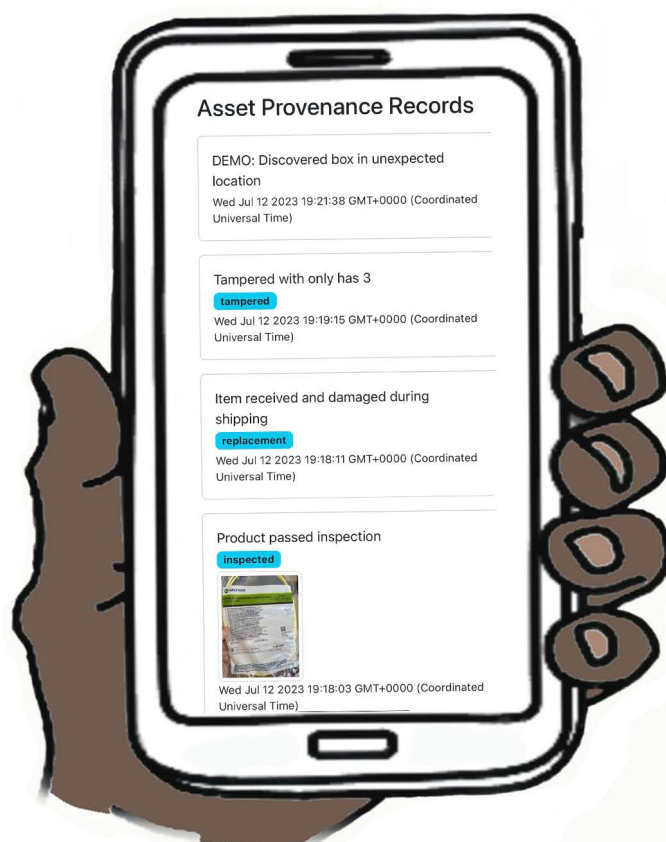 Asset Provenance Records
DEMO: Discovered box in unexpected
location
Wed Jul 12 2023 19:21:38 GMT+0000 (Coordinated
Universal Time)
Tampered with only has 3
tampered
Wed Jul 12 2023 19:19:15 GMT+0000 (Coordinated
Universal Time)
Item received and damaged during
shipping
replacement
Wed Jul 12 2023 19:18:11 GMT+0000 (Coordinated
Universal Time)
Product passed inspection
inspected
Wed Jul 12 2023 19:18:03 GMT+0000 (Coordinated
Universal Time)